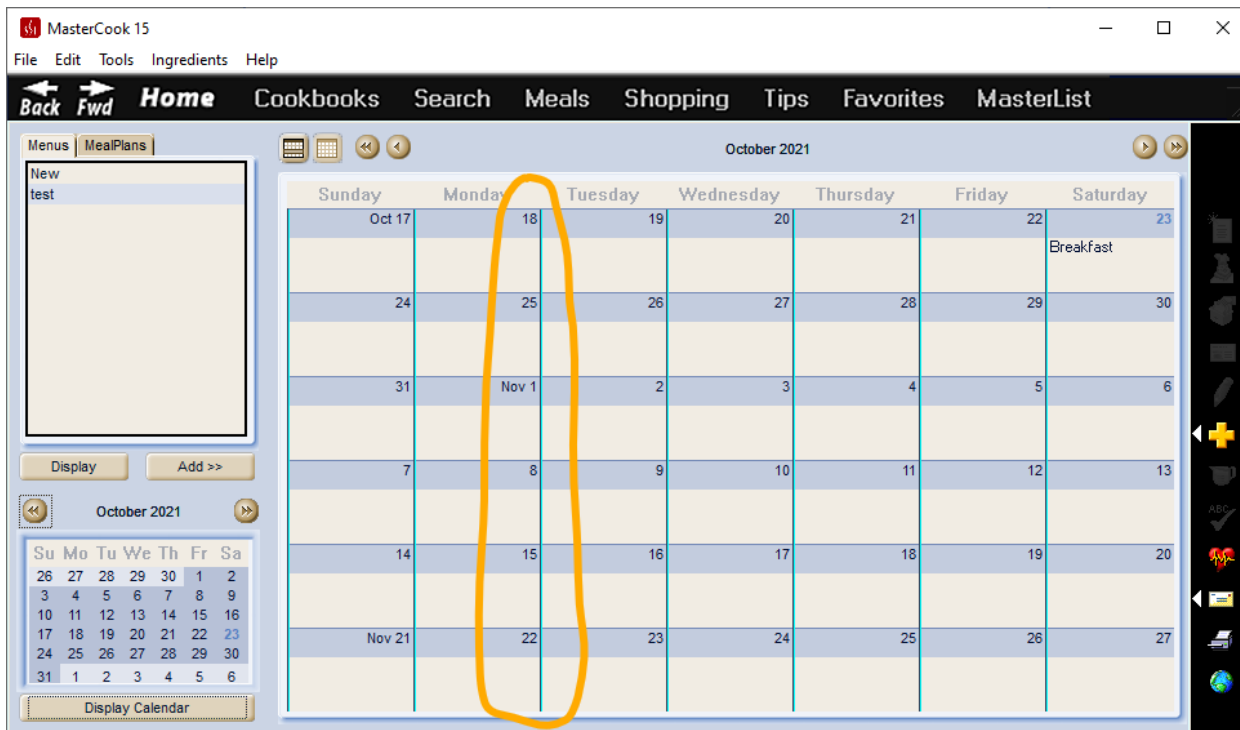 MasterCook 15
File Edit Tools Ingredients Help
Back Fwd Home Cookbooks Search Meals Shopping Tips Favorites MasterList
Menus MealPlans
New
test
Display Add >>
October 2021
Su Mo Tu We Th Fr Sa
26 27 28 29 30 1 2
3 4 5 6 7 8 9
10 11 12 13 14 15 16
17 18 19 20 21 22 23
24 25 26 27 28 29 30
31 1 2 3 4 5 6
Display Calendar
October 2021
Sunday Monday Tuesday Wednesday Thursday Friday Saturday
Oct 17 18 19 20 21 22 23
Breakfast
24 25 26 27 28 29 30
31 Nov 1 2 3 4 5 6
7 8 9 10 11 12 13
14 15 16 17 18 19 20
Nov 21 22 23 24 25 26 27
ABC